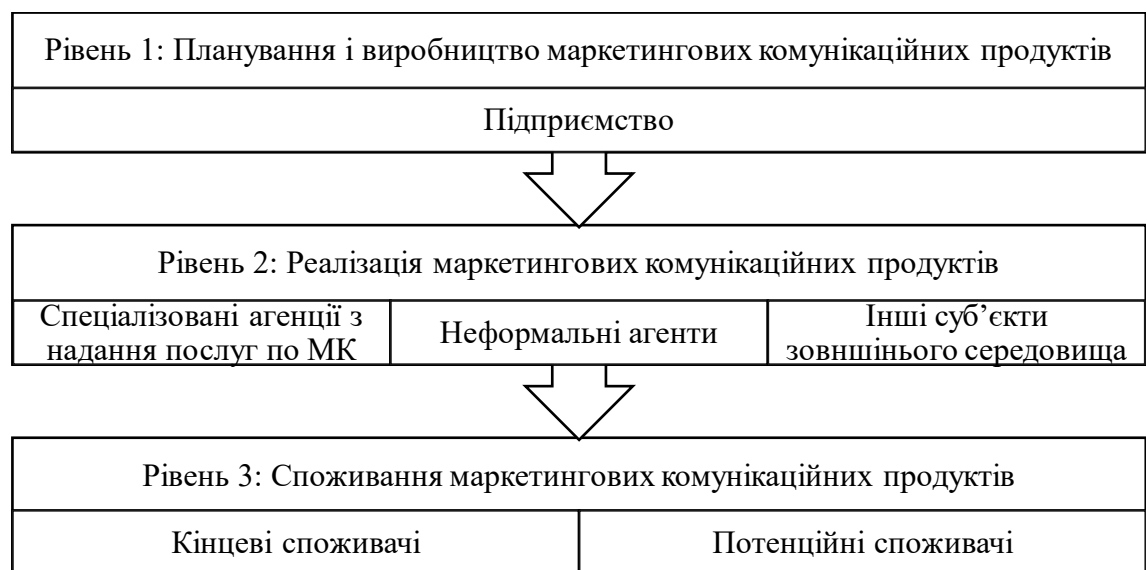 Рівень 1: Планування і виробництво маркетингових комунікаційних продуктів
Підприємство
Рівень 2: Реалізація маркетингових комунікаційних продуктів
Спеціалізовані агенції з
надання послуг по МК
Неформальні агенти
Інші суб’єкти
зовншінього середовища
Рівень 3: Споживання маркетингових комунікаційних продуктів
Кінцеві споживачі
Потенційні споживачі